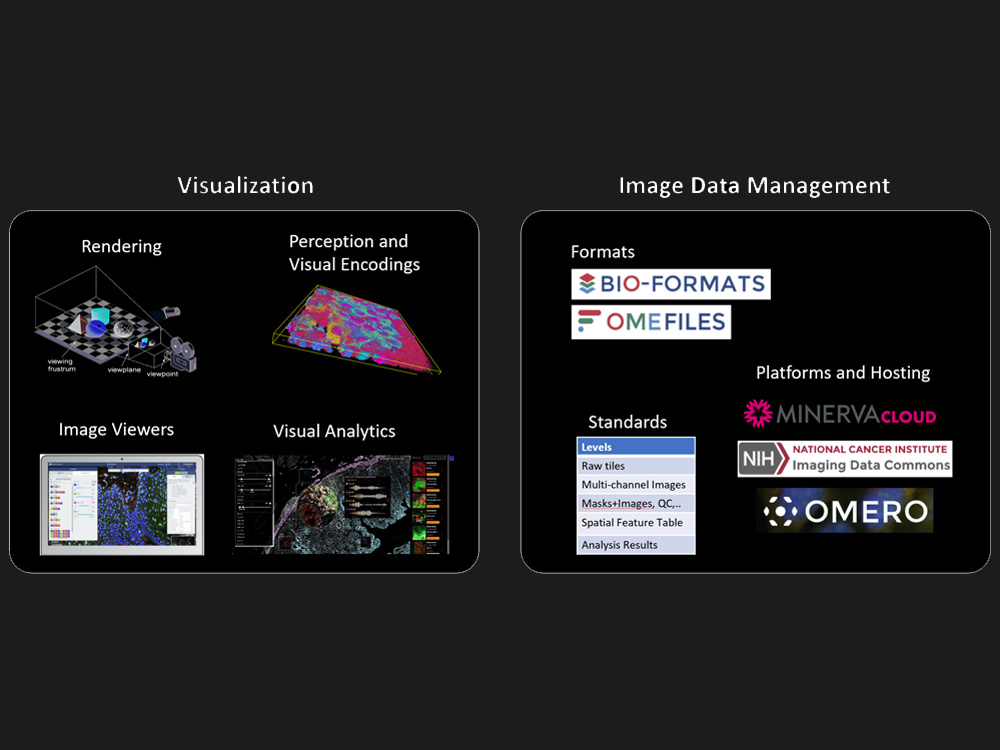 Visualization
Rendering
Perception and
Visual Encodings
viewing
frustrum
viewplane
viewpoint
Image Viewers
Visual Analytics
Image Data Management
Formats
BIO-FORMATS
OMEFILES
Platforms and Hosting
MINERVACLOUD
NIH
NATIONAL CANCER INSTITUTE
Imaging Data Commons
OMERO
Standards
Levels
Raw tiles
Multi-channel Images
Masks+Images, QC,..
Spatial Feature Table
Analysis Results